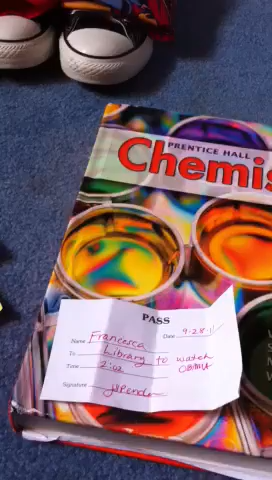 PRENTICE HALL
Chemis
PASS
Name Francesca Date 9-28-11
To Library to watch
Time 2:02
Signature